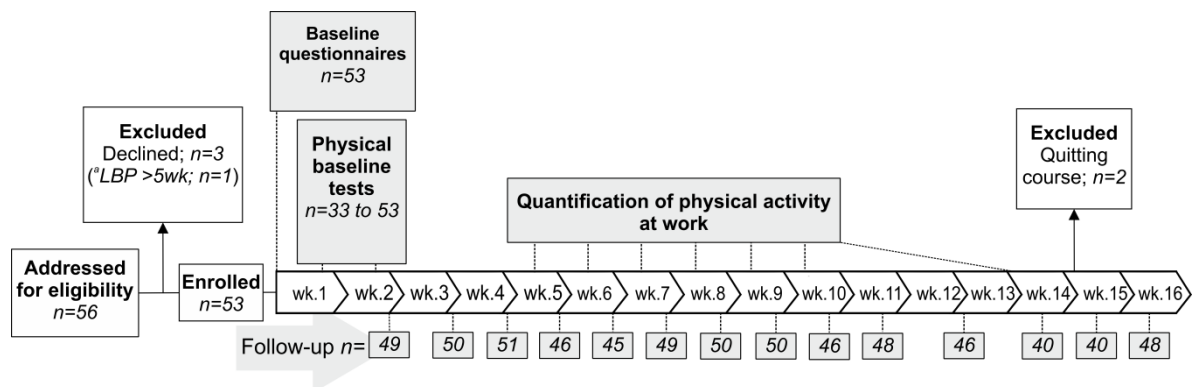 Baseline
questionnaires
n=53
Excluded
Declined; n=3
(ªLBP >5wk; n=1)
Physical
baseline
tests
n=33 to 53
Quantification of physical activity
at work
Excluded
Quitting
course; n=2
Addressed
for eligibility
n=56
Enrolled
n=53
wk.1 wk.2 wk.3 wk.4 wk.5 wk.6 wk.7 wk.8 wk.9 wk.10 wk.11 wk.12 wk.13 wk.14 wk.15 wk.16
Follow-up n= 49 50 51 46 45 49 50 50 46 48 46 40 40 48